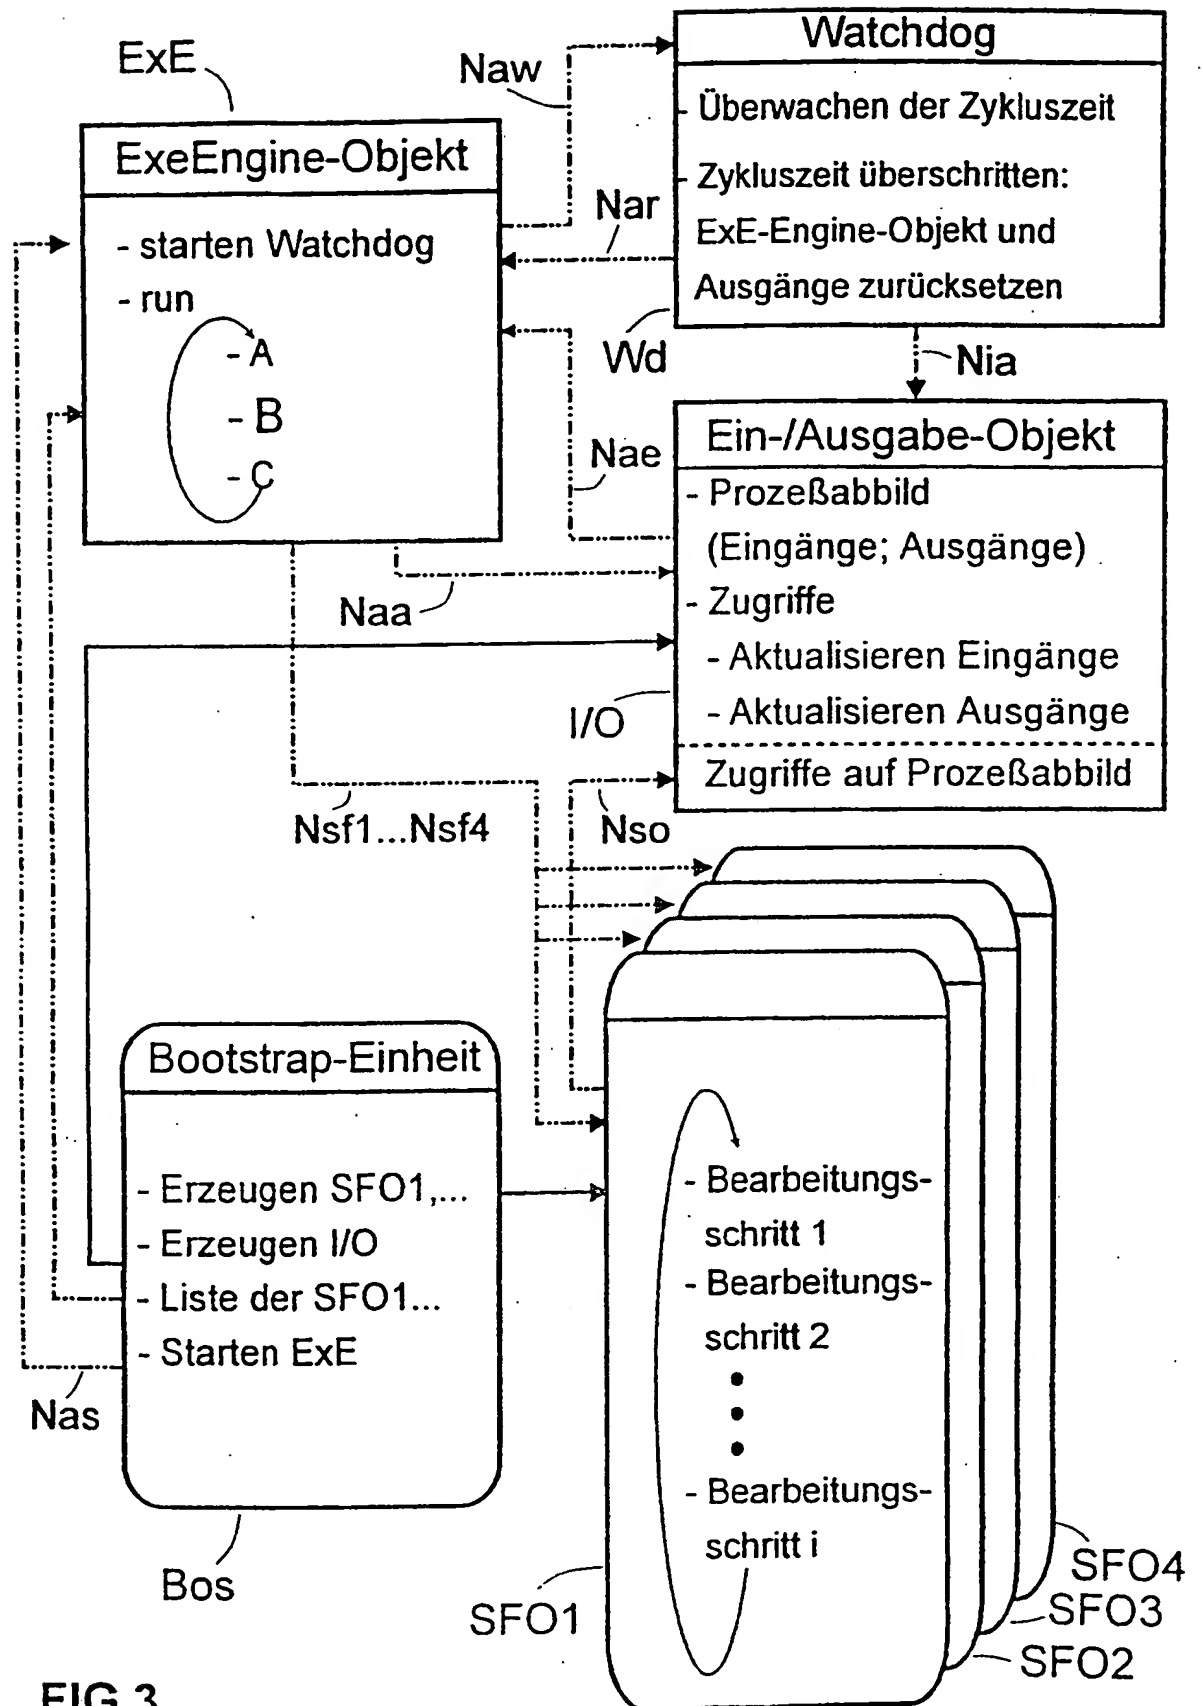 ExE
Naw
Watchdog
- Überwachen der Zykluszeit
- Zykluszeit überschritten:
ExE-Engine-Objekt und
Ausgänge zurücksetzen
ExeEngine-Objekt
- starten Watchdog
- run
- A
- B
- C
Nar
Wd
Nia
Nae
Naa
Ein-/Ausgabe-Objekt
- Prozeßabbild
(Eingänge; Ausgänge)
- Zugriffe
- Aktualisieren Eingänge
- Aktualisieren Ausgänge
Zugriffe auf Prozeßabbild
I/O
Nsf1...Nsf4
Nso
Bootstrap-Einheit
- Erzeugen SFO1,...
- Erzeugen I/O
- Liste der SFO1...
- Starten ExE
Nas
Bos
- Bearbeitungs-
schritt 1
- Bearbeitungs-
schritt 2
- Bearbeitungs-
schritt i
SFO1
SFO4
SFO3
SFO2
FIG 3